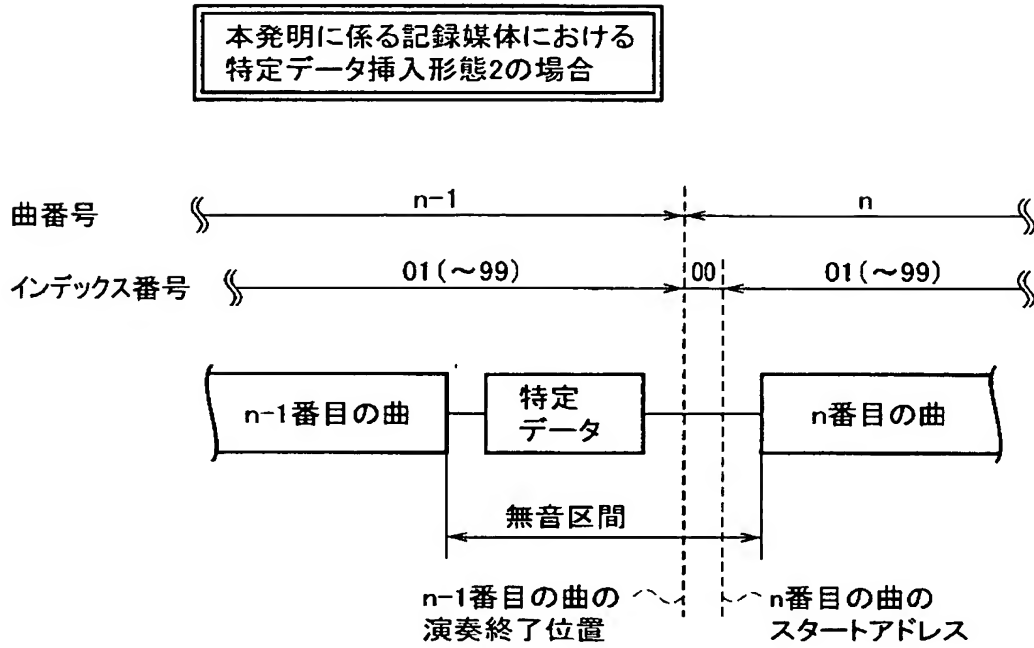 本発明に係る記録媒体における
特定データ挿入形態2の場合
曲番号
n-1
n
インデックス番号
01(～99)
00
01(～99)
n-1番目の曲
特定
データ
n番目の曲
無音区間
n-1番目の曲の
演奏終了位置
n番目の曲の
スタートアドレス